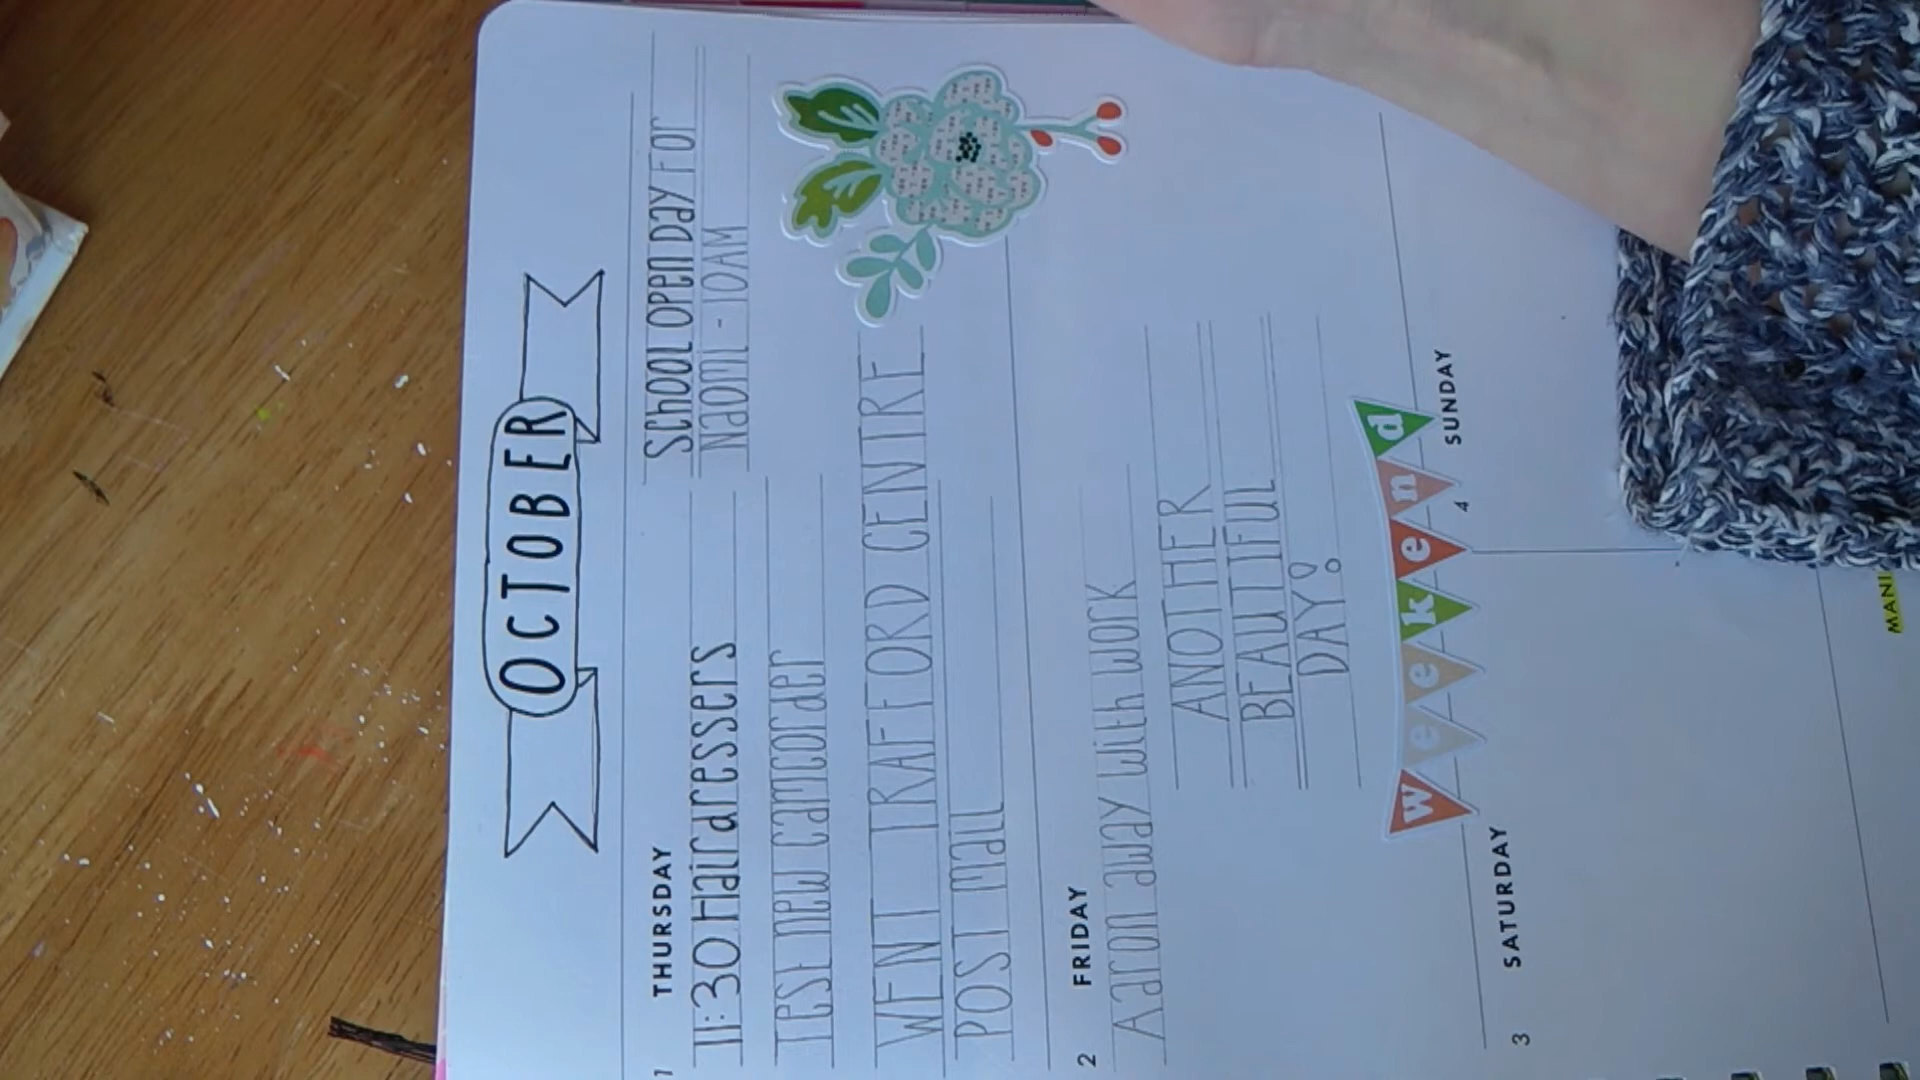 OCTOBER
1 THURSDAY
SChOOL OPEN DAY FOR
NAOMI - 10AM
11:30 Hairdressers
Test new camcorder
WENT TRAFFORD CENTRE
POST MAIL
2 FRIDAY
Aaron away with work
ANOTHER
BEAUTIFUL
DAY!
weekend
3 SATURDAY
4 SUNDAY
MANI